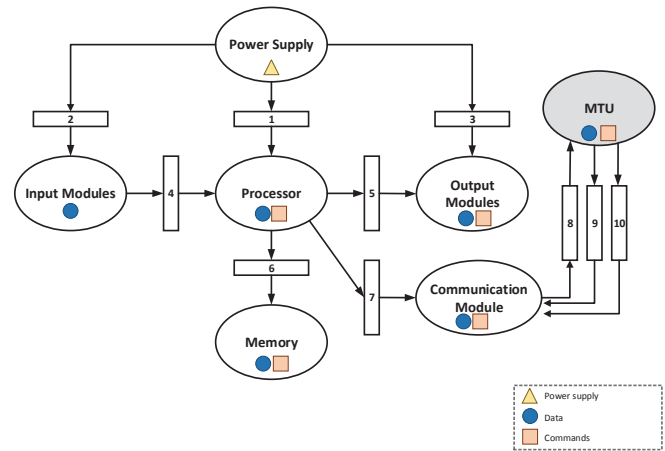 Power Supply
2
1
3
MTU
Input Modules
4
Processor
5
Output
Modules
8
9
10
6
7
Communication
Module
Memory
Power supply
Data
Commands